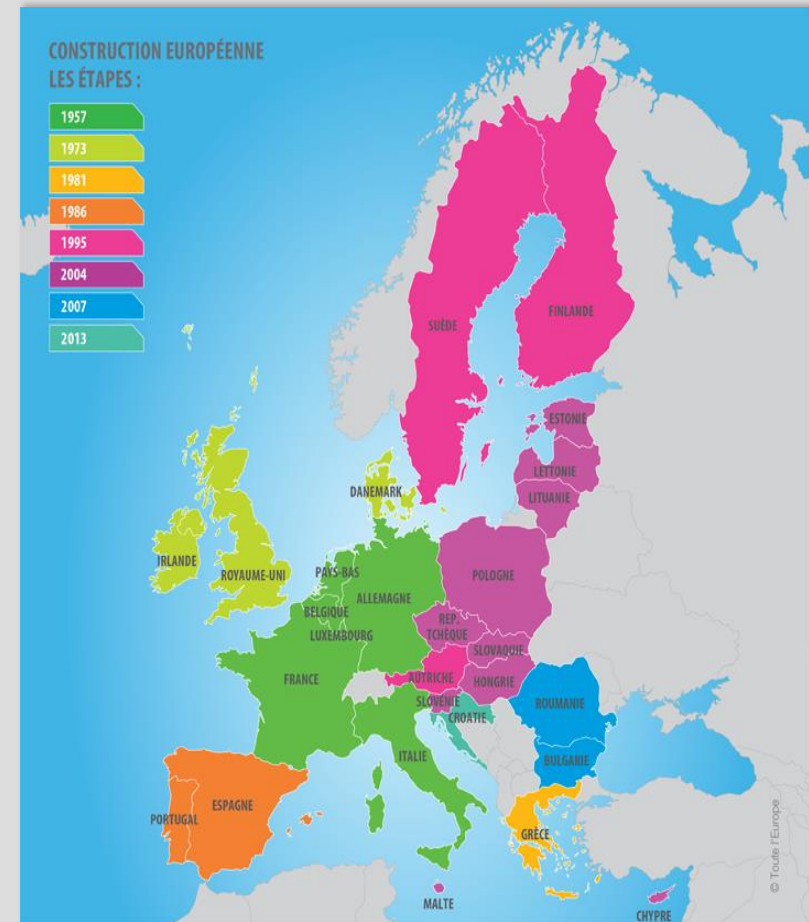 CONSTRUCTION EUROPÉENNE
LES ÉTAPES :
1957
1973
1981
1986
1995
2004
2007
2013
SUÈDE
FINLANDE
ESTONIE
LETTONIE
LITUANIE
DANEMARK
IRLANDE
ROYAUME-UNI
PAYS-BAS
POLOGNE
ALLEMAGNE
BELGIQUE
REP.
TCHÈQUE
LUXEMBOURG
SLOVAQUIE
FRANCE
AUTRICHE
HONGRIE
SLOVÉNIE
CROATIE
ROUMANIE
ITALIE
BULGARIE
ESPAGNE
PORTUGAL
GRÈCE
MALTE
CHYPRE
© Toute l'Europe